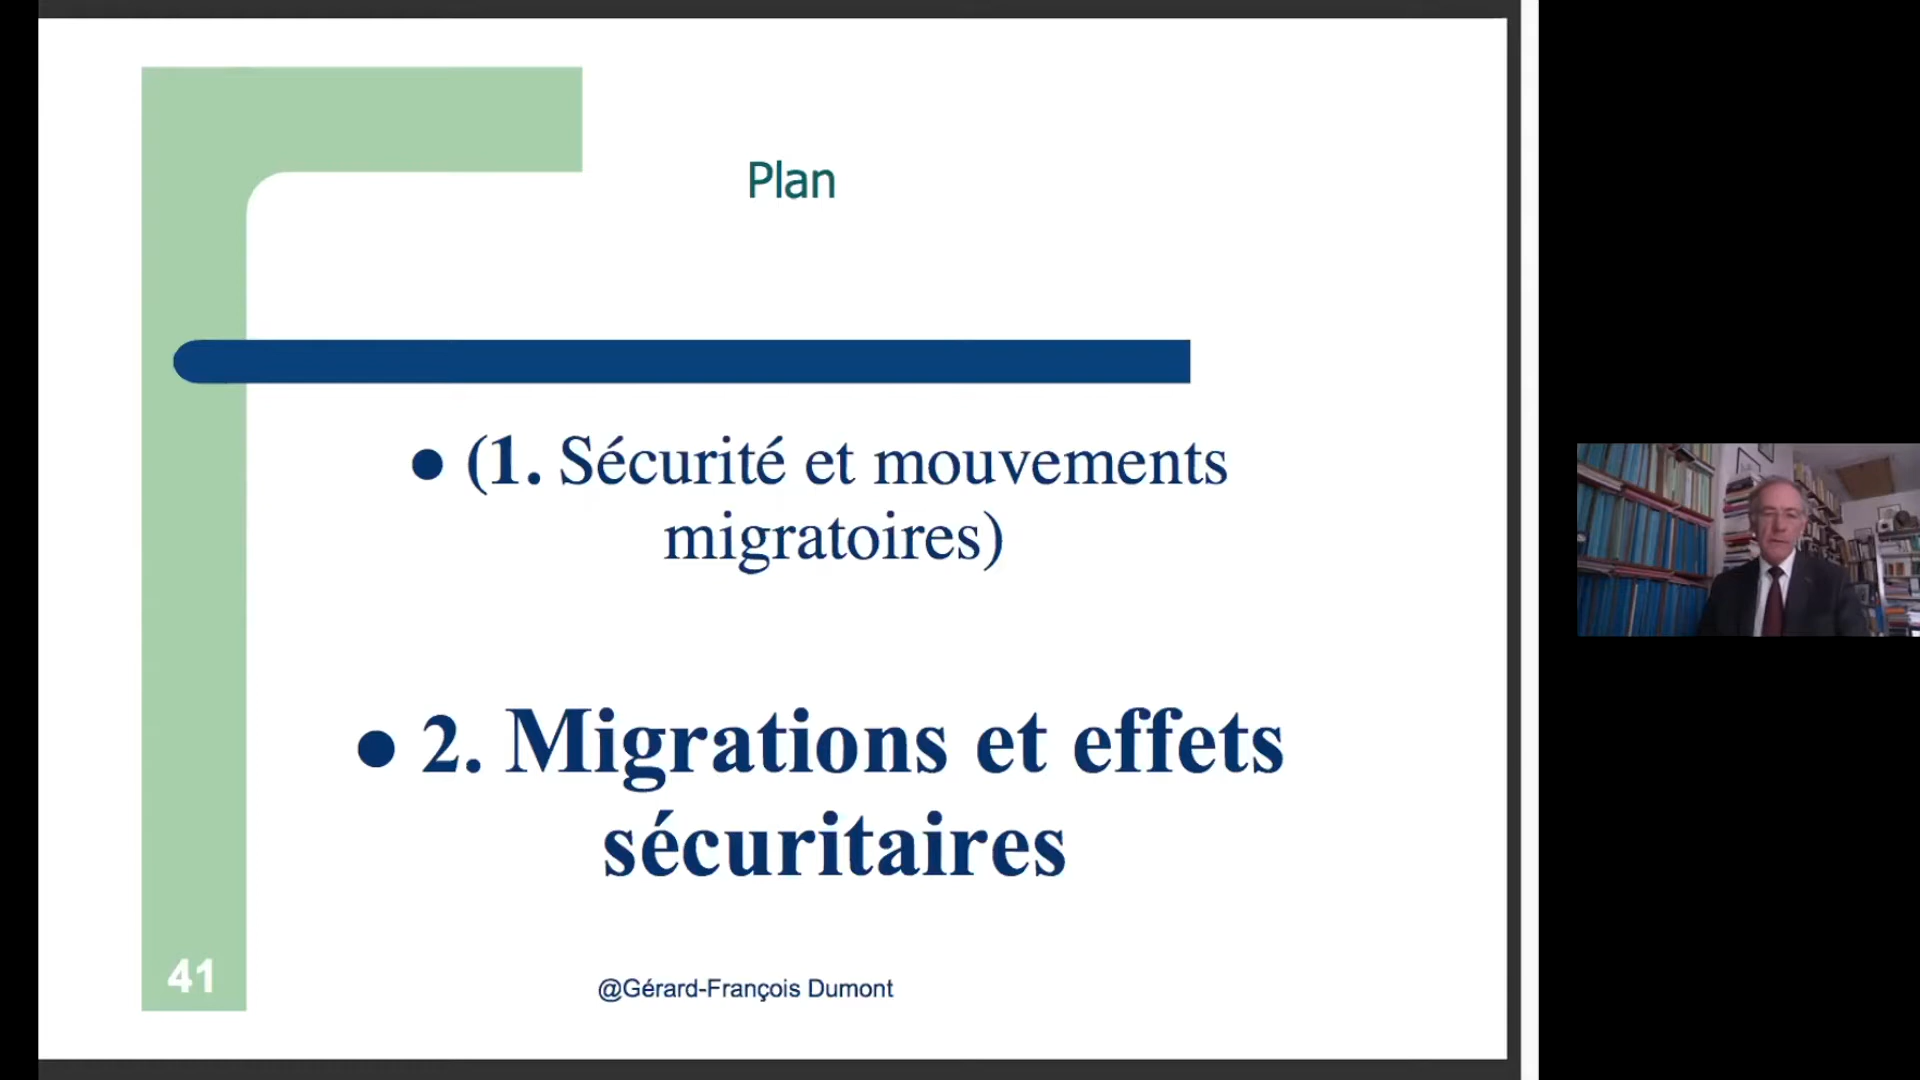 Plan
● (1. Sécurité et mouvements
migratoires)
● 2. Migrations et effets
sécuritaires
41
@Gérard-François Dumont